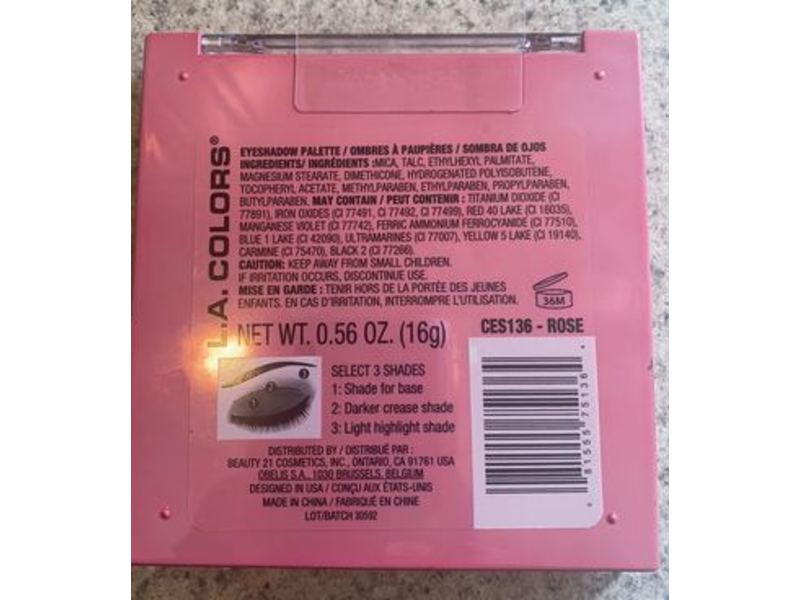 L.A. COLORS®
EYESHADOW PALETTE / OMBRES À PAUPIÈRES / SOMBRA DE OJOS
INGREDIENTS/ INGRÉDIENTS :MICA, TALC, ETHYLHEXYL PALMITATE,
MAGNESIUM STEARATE, DIMETHICONE, HYDROGENATED POLYISOBUTENE,
TOCOPHERYL ACETATE, METHYLPARABEN, ETHYLPARABEN, PROPYLPARABEN,
BUTYLPARABEN. MAY CONTAIN / PEUT CONTENIR : TITANIUM DIOXIDE (CI
77891), IRON OXIDES (CI 77491, CI 77492, CI 77499), RED 40 LAKE (CI 16035),
MANGANESE VIOLET (CI 77742), FERRIC AMMONIUM FERROCYANIDE (CI 77510),
BLUE 1 LAKE (CI 42090), ULTRAMARINES (CI 77007), YELLOW 5 LAKE (CI 19140),
CARMINE (CI 75470), BLACK 2 (CI 77266).
CAUTION: KEEP AWAY FROM SMALL CHILDREN.
IF IRRITATION OCCURS, DISCONTINUE USE.
MISE EN GARDE : TENIR HORS DE LA PORTÉE DES JEUNES
ENFANTS. EN CAS D'IRRITATION, INTERROMPRE L'UTILISATION.
36M
NET WT. 0.56 OZ. (16g)
CES136 - ROSE
SELECT 3 SHADES
1: Shade for base
2: Darker crease shade
3: Light highlight shade
3
2
1
DISTRIBUTED BY / DISTRIBUÉ PAR :
BEAUTY 21 COSMETICS, INC., ONTARIO, CA 91761 USA
OBELIS S.A., 1030 BRUSSELS, BELGIUM
DESIGNED IN USA / CONÇU AUX ÉTATS-UNIS
MADE IN CHINA / FABRIQUÉ EN CHINE
LOT/BATCH 30592
0 81555 75136 4